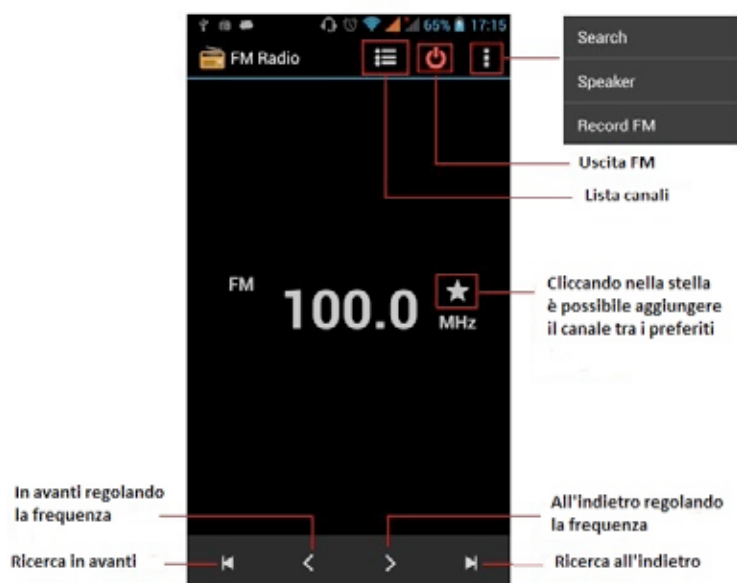 65% 17:15
FM Radio
Search
Speaker
Record FM
Uscita FM
Lista canali
FM
100.0
MHz
Cliccando nella stella
è possibile aggiungere
il canale tra i preferiti
In avanti regolando
la frequenza
All'indietro regolando
la frequenza
Ricerca in avanti
Ricerca all'indietro